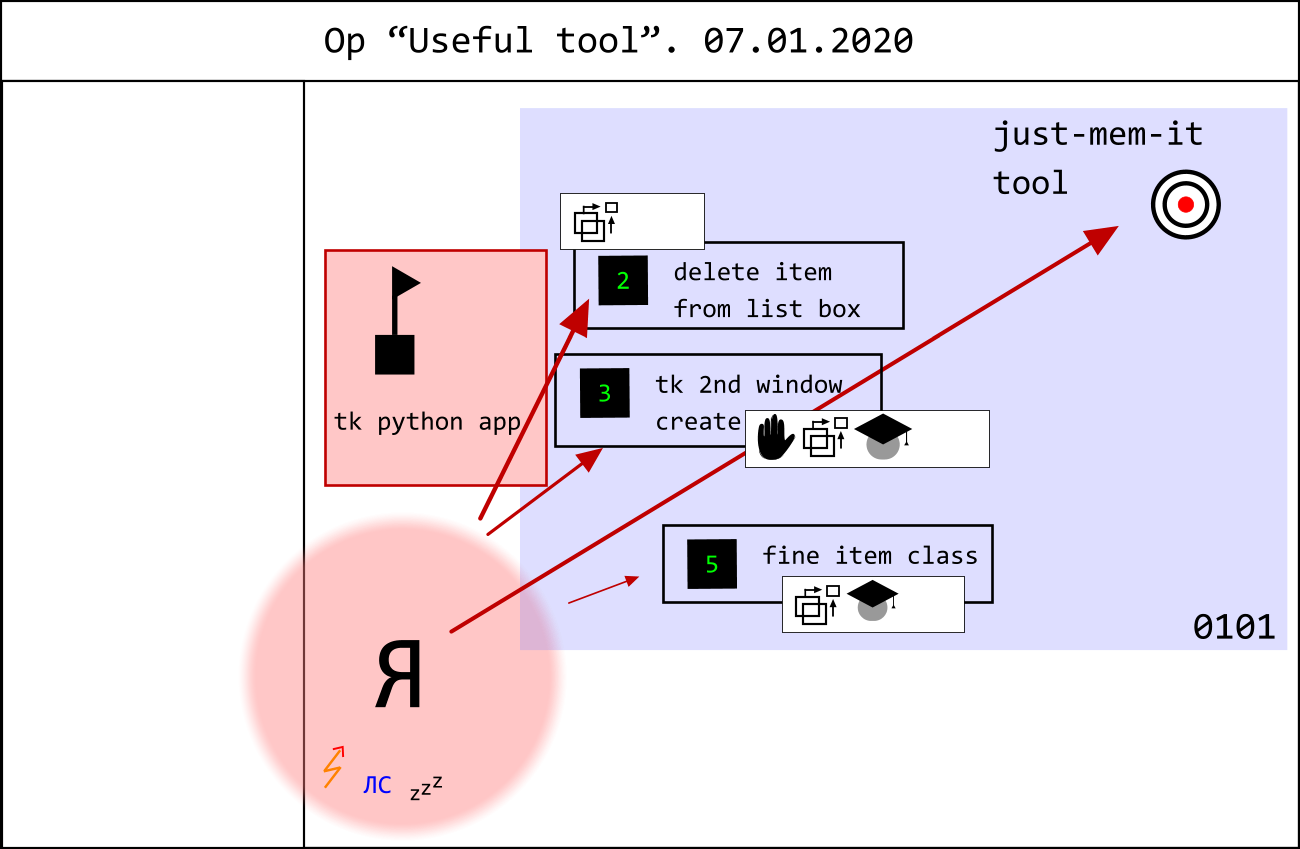 Op “Useful tool”. 07.01.2020
just-mem-it
tool
2
delete item
from list box
tk python app
3
tk 2nd window
create
5
fine item class
0101
Я
ЛС
zzz